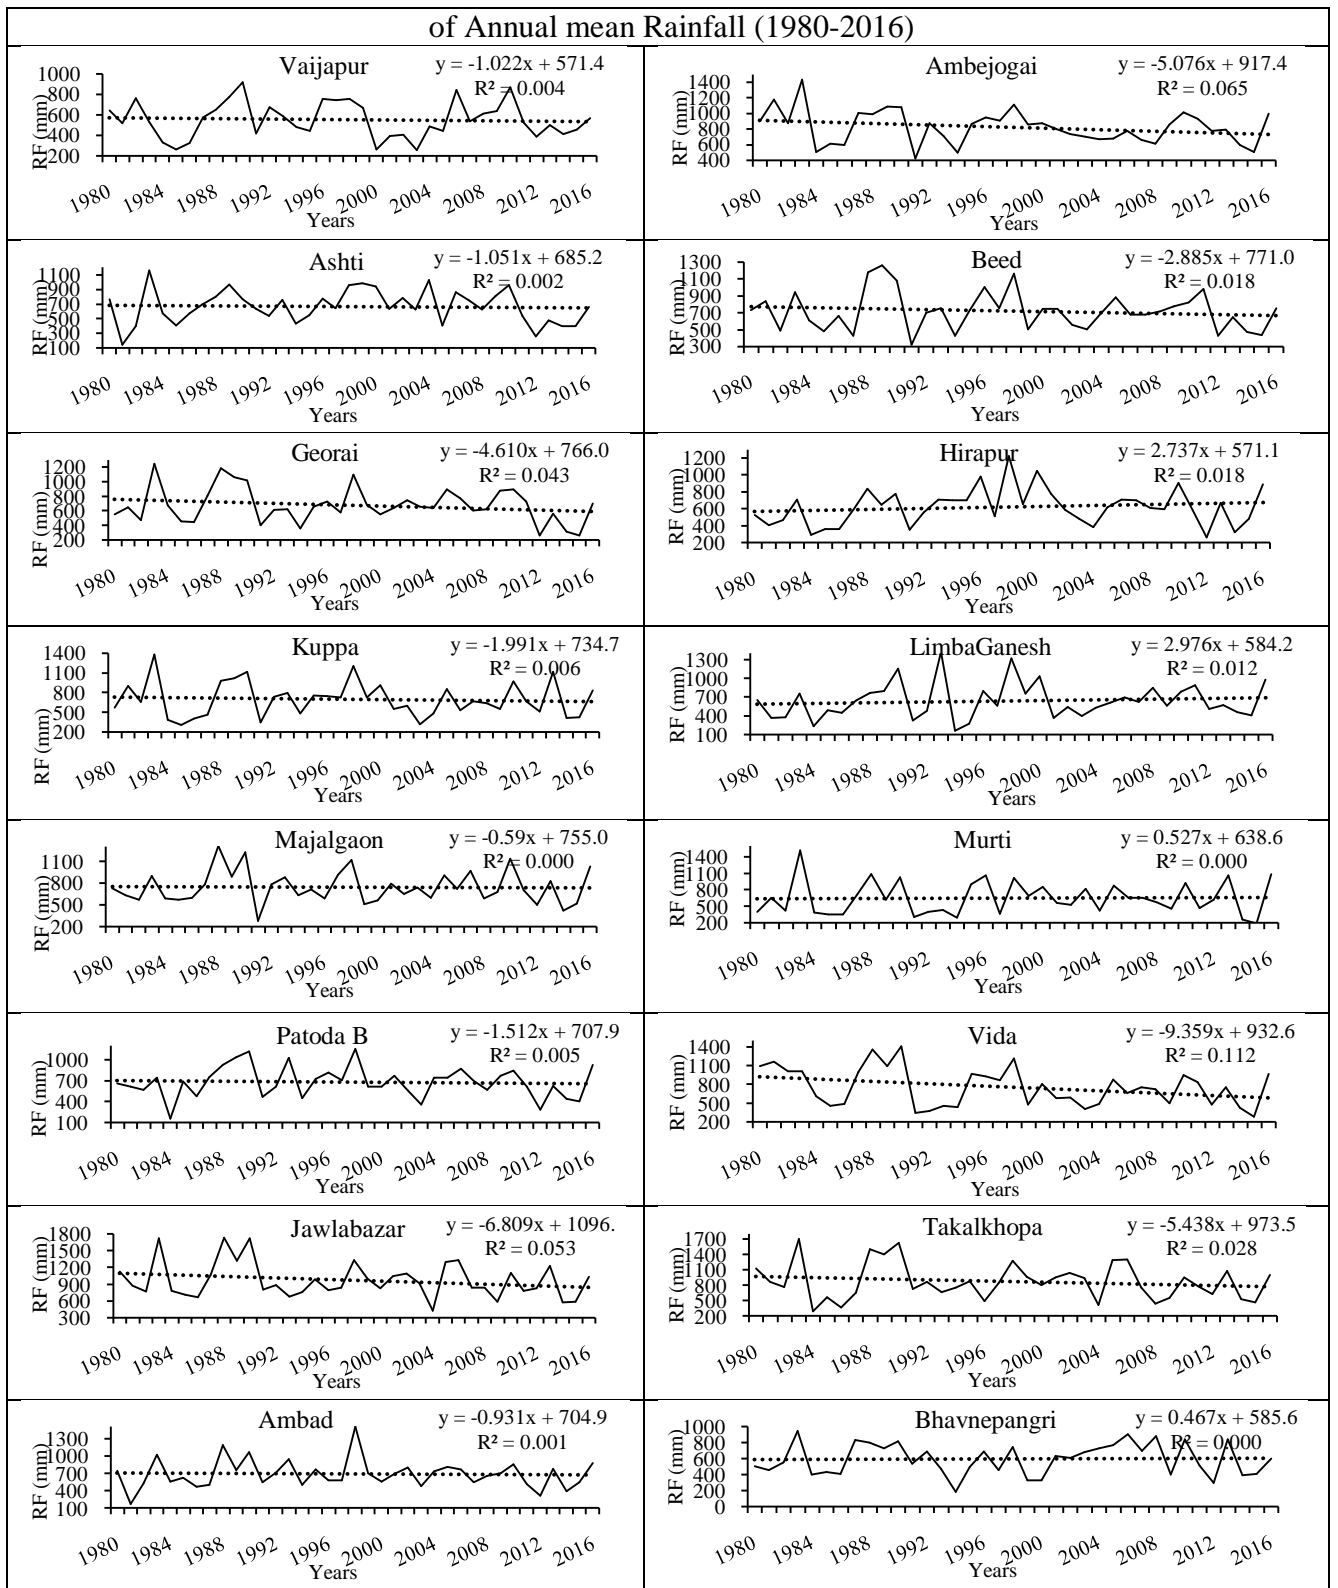 of Annual mean Rainfall (1980-2016)
Vaijapur
y = -1.022x + 571.4
R² = 0.004
1000
800
600
400
200
RF (mm)
1980 1984 1988 1992 1996 2000 2004 2008 2012 2016
Ambejogai
y = -5.076x + 917.4
R² = 0.065
1400
1200
1000
800
600
400
RF (mm)
1980 1984 1988 1992 1996 2000 2004 2008 2012 2016
Years
Ashti
y = -1.051x + 685.2
R² = 0.002
1100
900
700
500
300
100
RF (mm)
1980 1984 1988 1992 1996 2000 2004 2008 2012 2016
Years
Beed
y = -2.885x + 771.0
R² = 0.018
1300
1100
900
700
500
300
RF (mm)
1980 1984 1988 1992 1996 2000 2004 2008 2012 2016
Years
Georai
y = -4.610x + 766.0
R² = 0.043
1200
1000
800
600
400
200
RF (mm)
1980 1984 1988 1992 1996 2000 2004 2008 2012 2016
Years
Hirapur
y = 2.737x + 571.1
R² = 0.018
1200
1000
800
600
400
200
RF (mm)
1980 1984 1988 1992 1996 2000 2004 2008 2012 2016
Years
Kuppa
y = -1.991x + 734.7
R² = 0.006
1400
1100
800
500
200
RF (mm)
1980 1984 1988 1992 1996 2000 2004 2008 2012 2016
Years
LimbaGanesh
y = 2.976x + 584.2
R² = 0.012
1300
1000
700
400
100
RF (mm)
1980 1984 1988 1992 1996 2000 2004 2008 2012 2016
Years
Majalgaon
y = -0.59x + 755.0
R² = 0.000
1100
800
500
200
RF (mm)
1980 1984 1988 1992 1996 2000 2004 2008 2012 2016
Years
Murti
y = 0.527x + 638.6
R² = 0.000
1400
1100
800
500
200
RF (mm)
1980 1984 1988 1992 1996 2000 2004 2008 2012 2016
Years
Patoda B
y = -1.512x + 707.9
R² = 0.005
1000
700
400
100
RF (mm)
1980 1984 1988 1992 1996 2000 2004 2008 2012 2016
Years
Vida
y = -9.359x + 932.6
R² = 0.112
1400
1100
800
500
200
RF (mm)
1980 1984 1988 1992 1996 2000 2004 2008 2012 2016
Years
Jawlabazar
y = -6.809x + 1096.
R² = 0.053
1800
1500
1200
900
600
300
RF (mm)
1980 1984 1988 1992 1996 2000 2004 2008 2012 2016
Years
Takalkhopa
y = -5.438x + 973.5
R² = 0.028
1700
1400
1100
800
500
200
RF (mm)
1980 1984 1988 1992 1996 2000 2004 2008 2012 2016
Years
Ambad
y = -0.931x + 704.9
R² = 0.001
1300
1000
700
400
100
RF (mm)
1980 1984 1988 1992 1996 2000 2004 2008 2012 2016
Years
Bhavnepangri
y = 0.467x + 585.6
R² = 0.000
1000
800
600
400
200
0
RF (mm)
1980 1984 1988 1992 1996 2000 2004 2008 2012 2016
Years